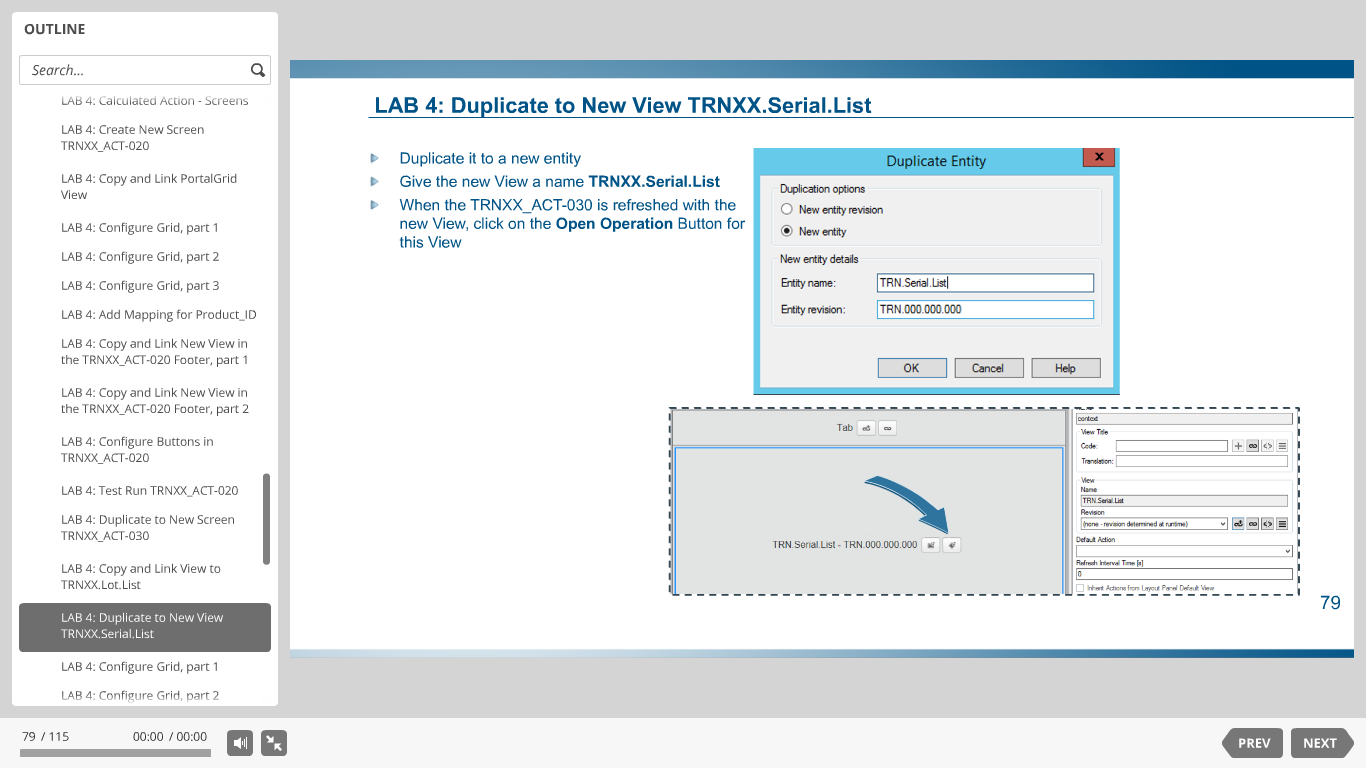 OUTLINE
Search...
LAB 4: Calculated Action - Screens
LAB 4: Create New Screen
TRNXX_ACT-020
LAB 4: Copy and Link PortalGrid
View
LAB 4: Configure Grid, part 1
LAB 4: Configure Grid, part 2
LAB 4: Configure Grid, part 3
LAB 4: Add Mapping for Product_ID
LAB 4: Copy and Link New View in
the TRNXX_ACT-020 Footer, part 1
LAB 4: Copy and Link New View in
the TRNXX_ACT-020 Footer, part 2
LAB 4: Configure Buttons in
TRNXX_ACT-020
LAB 4: Test Run TRNXX_ACT-020
LAB 4: Duplicate to New Screen
TRNXX_ACT-030
LAB 4: Copy and Link View to
TRNXX.Lot.List
LAB 4: Duplicate to New View
TRNXX.Serial.List
LAB 4: Configure Grid, part 1
LAB 4: Configure Grid, part 2
LAB 4: Duplicate to New View TRNXX.Serial.List
Duplicate it to a new entity
Give the new View a name TRNXX.Serial.List
When the TRNXX_ACT-030 is refreshed with the
new View, click on the Open Operation Button for
this View
Duplicate Entity
x
Duplication options
New entity revision
New entity
New entity details
Entity name: TRN.Serial.List
Entity revision: TRN.000.000.000
OK Cancel Help
Tab
TRN.Serial.List - TRN.000.000.000
context
View Title
Code:
Translation:
View
Name
TRN.Serial.List
Revision
(none - revision determined at runtime)
Default Action
Refresh Interval Time [s]
0
Inherit Actions from Layout Panel Default View
79
79 / 115 00:00 / 00:00
PREV NEXT